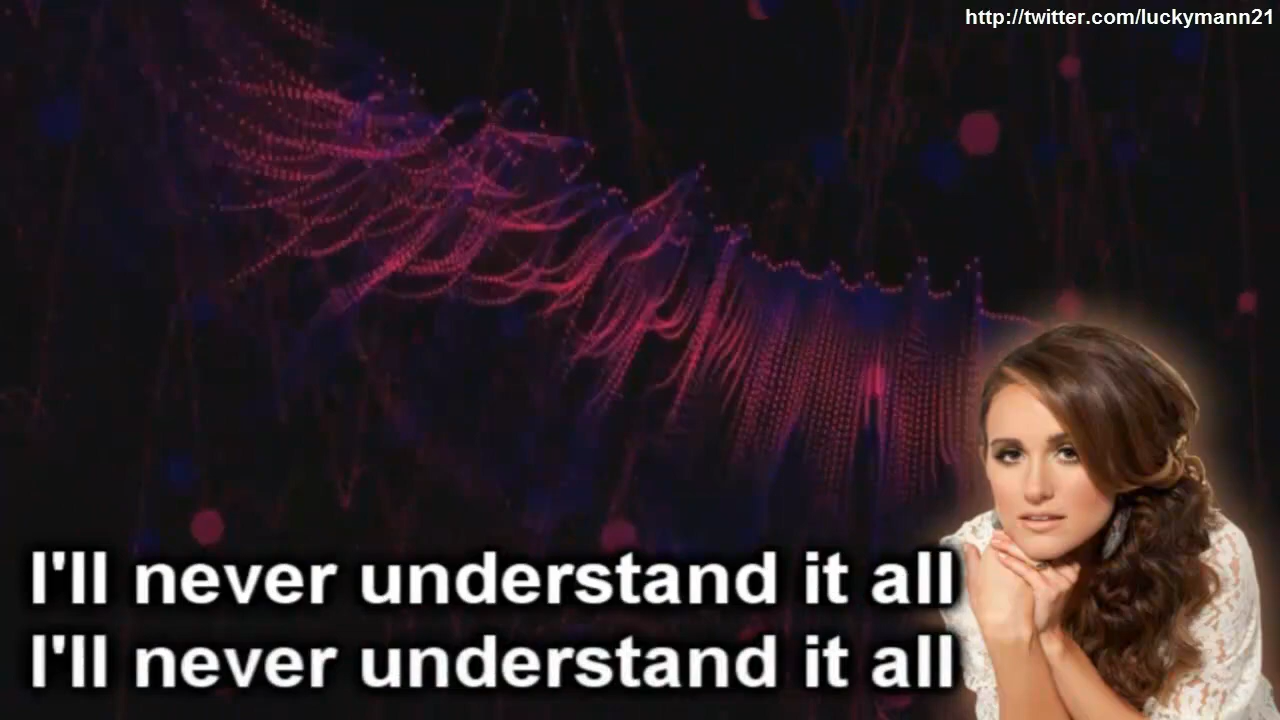 http://twitter.com/luckymann21
I'll never understand it all
I'll never understand it all